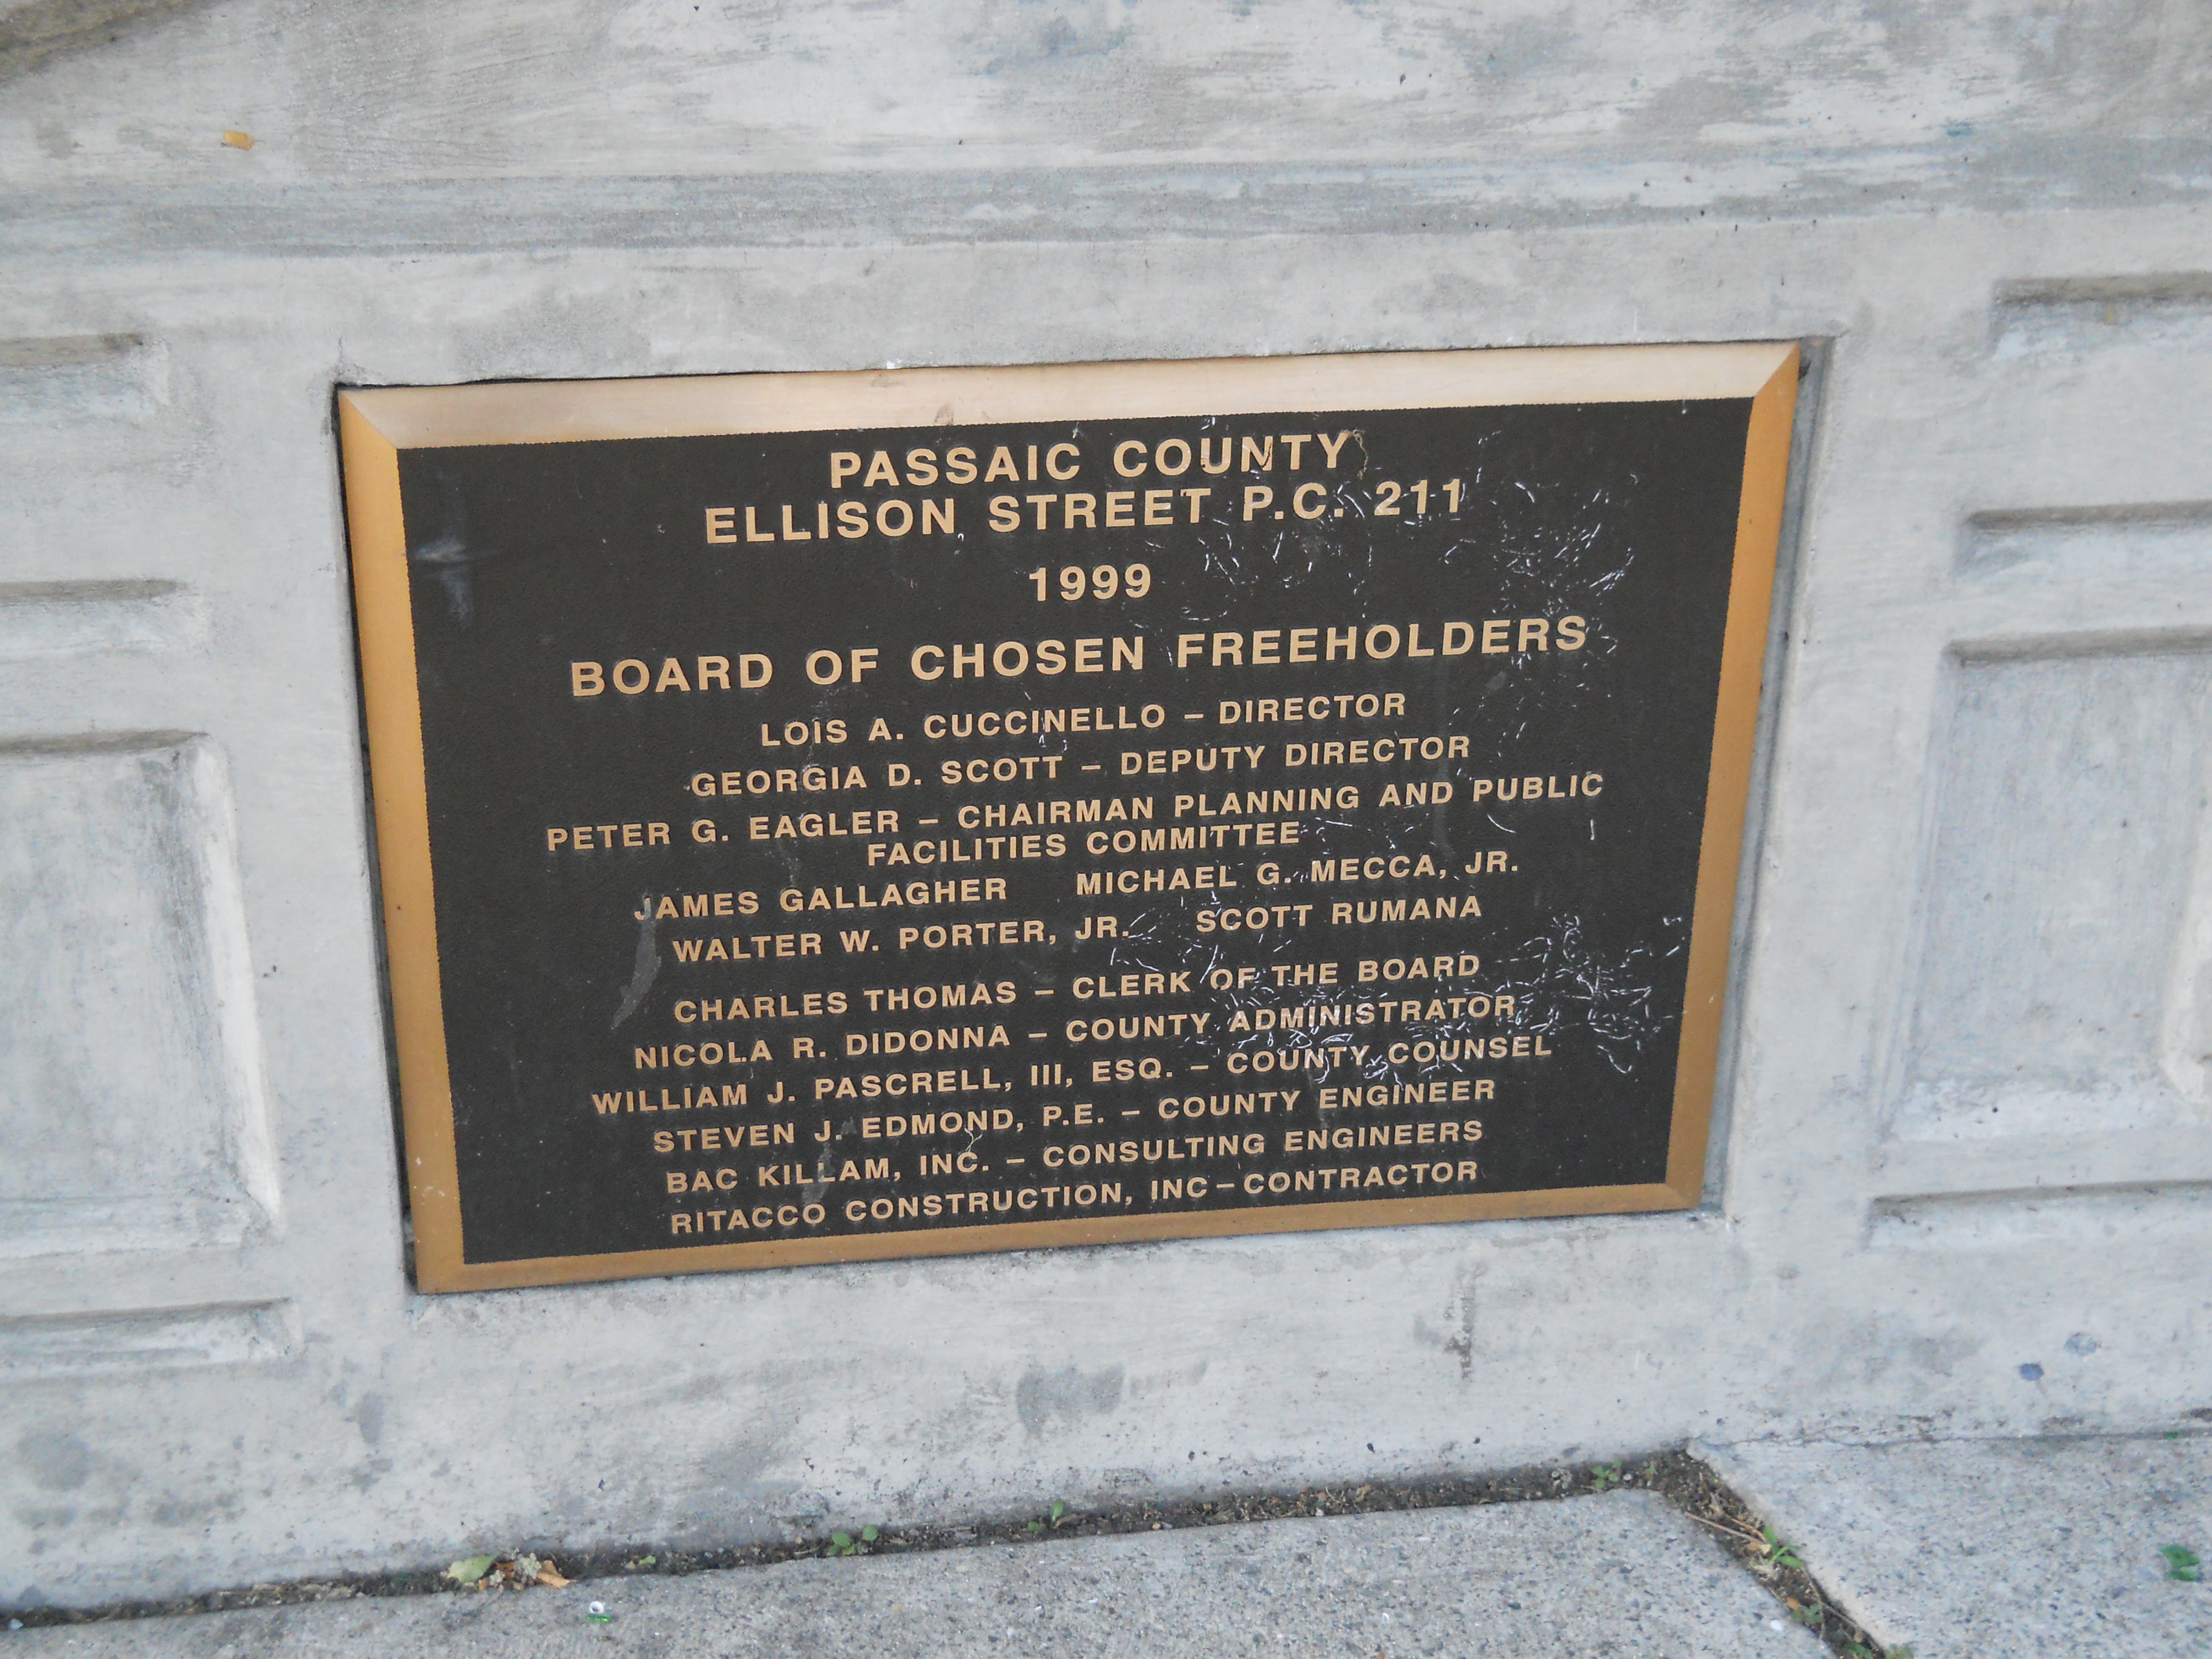 PASSAIC COUNTY
ELLISON STREET P.C. 211
1999
BOARD OF CHOSEN FREEHOLDERS
LOIS A. CUCCINELLO – DIRECTOR
GEORGIA D. SCOTT – DEPUTY DIRECTOR
PETER G. EAGLER – CHAIRMAN PLANNING AND PUBLIC
FACILITIES COMMITTEE
JAMES GALLAGHER MICHAEL G. MECCA, JR.
WALTER W. PORTER, JR. SCOTT RUMANA
CHARLES THOMAS – CLERK OF THE BOARD
NICOLA R. DIDONNA – COUNTY ADMINISTRATOR
WILLIAM J. PASCRELL, III, ESQ. – COUNTY COUNSEL
STEVEN J. EDMOND, P.E. – COUNTY ENGINEER
BAC KILLAM, INC. – CONSULTING ENGINEERS
RITACCO CONSTRUCTION, INC – CONTRACTOR